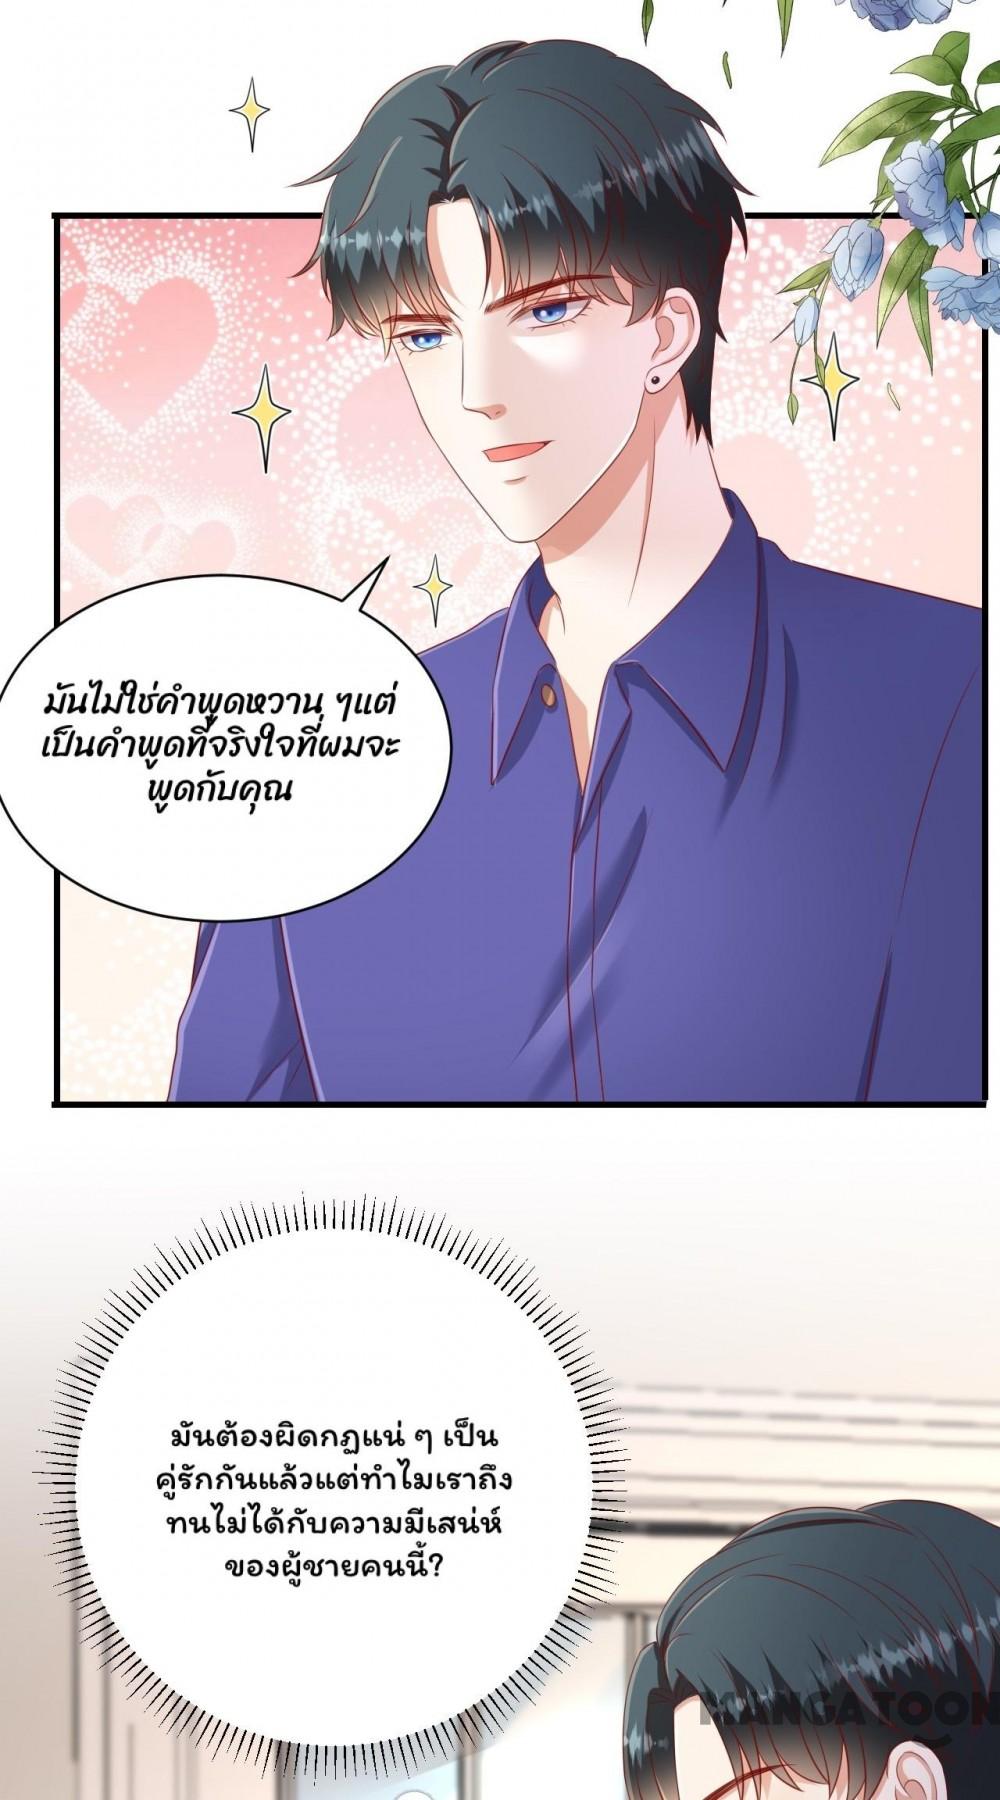 มันไม่ใช่คำพูดหวาน ๆแต่
เป็นคำพูดที่จริงใจที่ผมจะ
พูดกับคุณ
มันต้องผิดกฏแน่ ๆ เป็น
คู่รักกันแล้วแต่ทำไมเราถึง
ทนไม่ได้กับความมีเสน่ห์
ของผู้ชายคนนี้?
MANGATOON